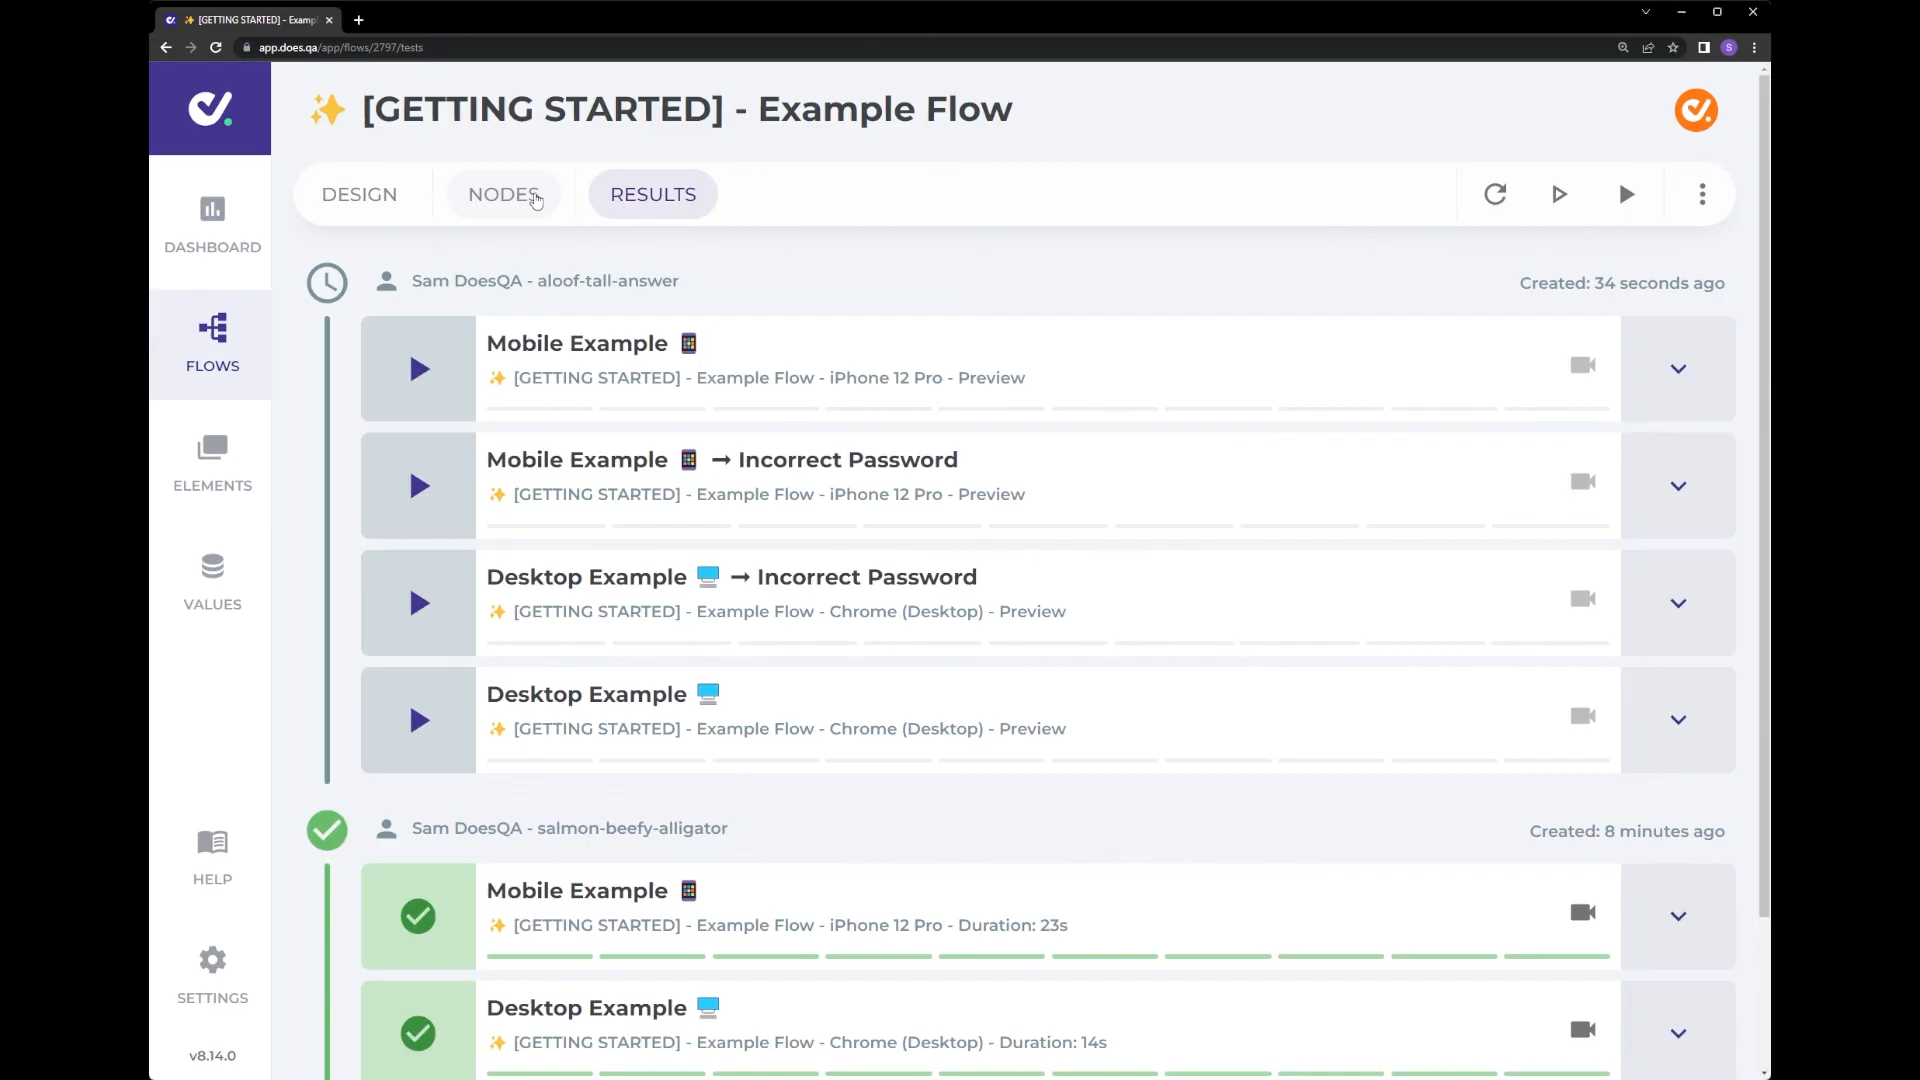 [GETTING STARTED] - Examp
app.does.qa/app/flows/2797/tests
S
✨ [GETTING STARTED] - Example Flow
DESIGN
NODES
RESULTS
DASHBOARD
FLOWS
ELEMENTS
VALUES
HELP
SETTINGS
v8.14.0
Sam DoesQA - aloof-tall-answer
Created: 34 seconds ago
Mobile Example 📱
✨ [GETTING STARTED] - Example Flow - iPhone 12 Pro - Preview
Mobile Example 📱 → Incorrect Password
✨ [GETTING STARTED] - Example Flow - iPhone 12 Pro - Preview
Desktop Example 🖥 → Incorrect Password
✨ [GETTING STARTED] - Example Flow - Chrome (Desktop) - Preview
Desktop Example 🖥
✨ [GETTING STARTED] - Example Flow - Chrome (Desktop) - Preview
Sam DoesQA - salmon-beefy-alligator
Created: 8 minutes ago
Mobile Example 📱
✨ [GETTING STARTED] - Example Flow - iPhone 12 Pro - Duration: 23s
Desktop Example 🖥
✨ [GETTING STARTED] - Example Flow - Chrome (Desktop) - Duration: 14s